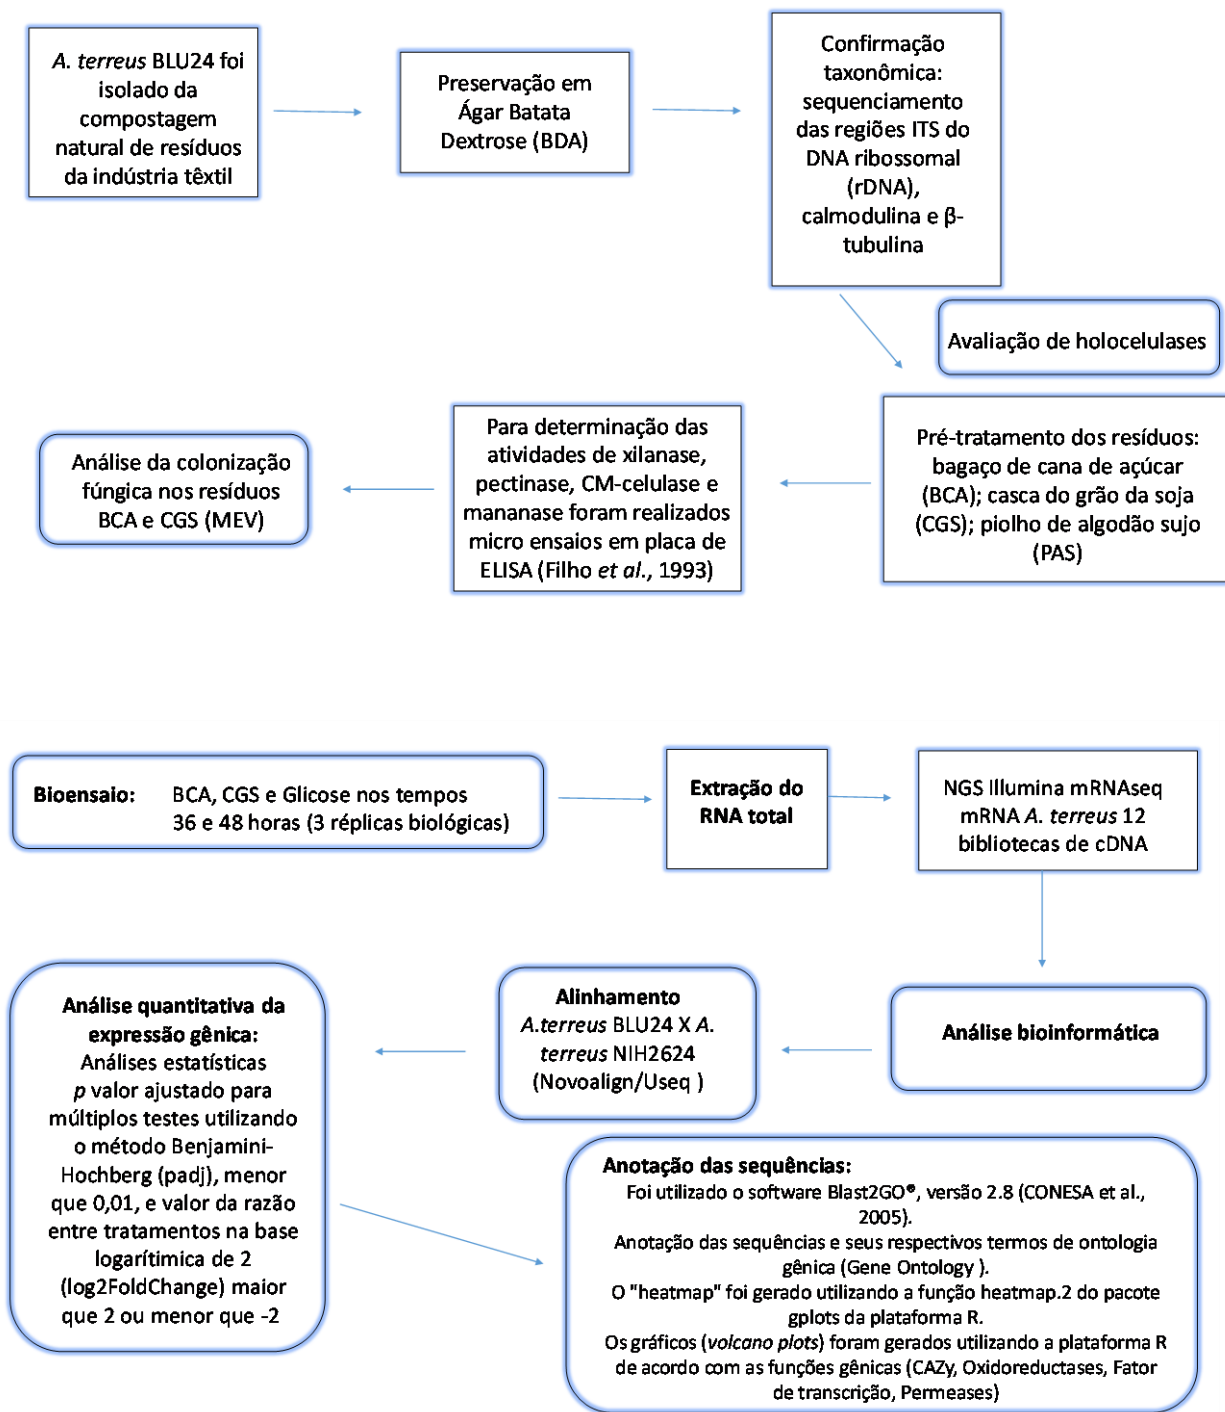 A. terreus BLU24 foi
isolado da
compostagem
natural de resíduos
da indústria têxtil
Preservação em
Ágar Batata
Dextrose (BDA)
Confirmação
taxonômica:
sequenciamento
das regiões ITS do
DNA ribossomal
(rDNA),
calmodulina e β-
tubulina
Avaliação de holocelulases
Pré-tratamento dos resíduos:
bagaço de cana de açúcar
(BCA); casca do grão da soja
(CGS); piolho de algodão sujo
(PAS)
Para determinação das
atividades de xilanase,
pectinase, CM-celulase e
mananase foram realizados
micro ensaios em placa de
ELISA (Filho et al., 1993)
Análise da colonização
fúngica nos resíduos
BCA e CGS (MEV)
Bioensaio: BCA, CGS e Glicose nos tempos
36 e 48 horas (3 réplicas biológicas)
Extração do
RNA total
NGS Illumina mRNAseq
mRNA A. terreus 12
bibliotecas de cDNA
Análise bioinformática
Alinhamento
A.terreus BLU24 X A.
terreus NIH2624
(Novoalign/Useq )
Análise quantitativa da
expressão gênica:
Análises estatísticas
p valor ajustado para
múltiplos testes utilizando
o método Benjamini-
Hochberg (padj), menor
que 0,01, e valor da razão
entre tratamentos na base
logarítimica de 2
(log2FoldChange) maior
que 2 ou menor que -2
Anotação das sequências:
Foi utilizado o software Blast2GO®, versão 2.8 (CONESA et al.,
2005).
Anotação das sequências e seus respectivos termos de ontologia
gênica (Gene Ontology ).
O "heatmap" foi gerado utilizando a função heatmap.2 do pacote
gplots da plataforma R.
Os gráficos (volcano plots) foram gerados utilizando a plataforma R
de acordo com as funções gênicas (CAZy, Oxidoreductases, Fator
de transcrição, Permeases)